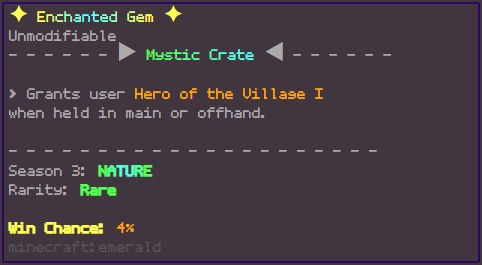 ✦ Enchanted Gem ✦
Unmodifiable
- - - - - - ▶ Mystic Crate ◀ - - - - - -
> Grants user Hero of the Village I
when held in main or offhand.
- - - - - - - - - - - - - - - - - - - - - -
Season 3: NATURE
Rarity: Rare
Win Chance: 4%
minecraft:emerald